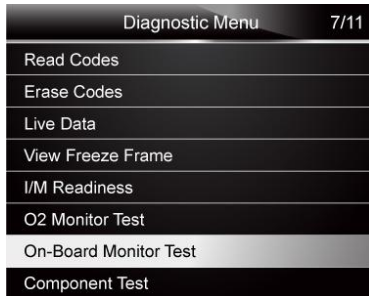 Diagnostic Menu 7/11
Read Codes
Erase Codes
Live Data
View Freeze Frame
I/M Readiness
O2 Monitor Test
On-Board Monitor Test
Component Test